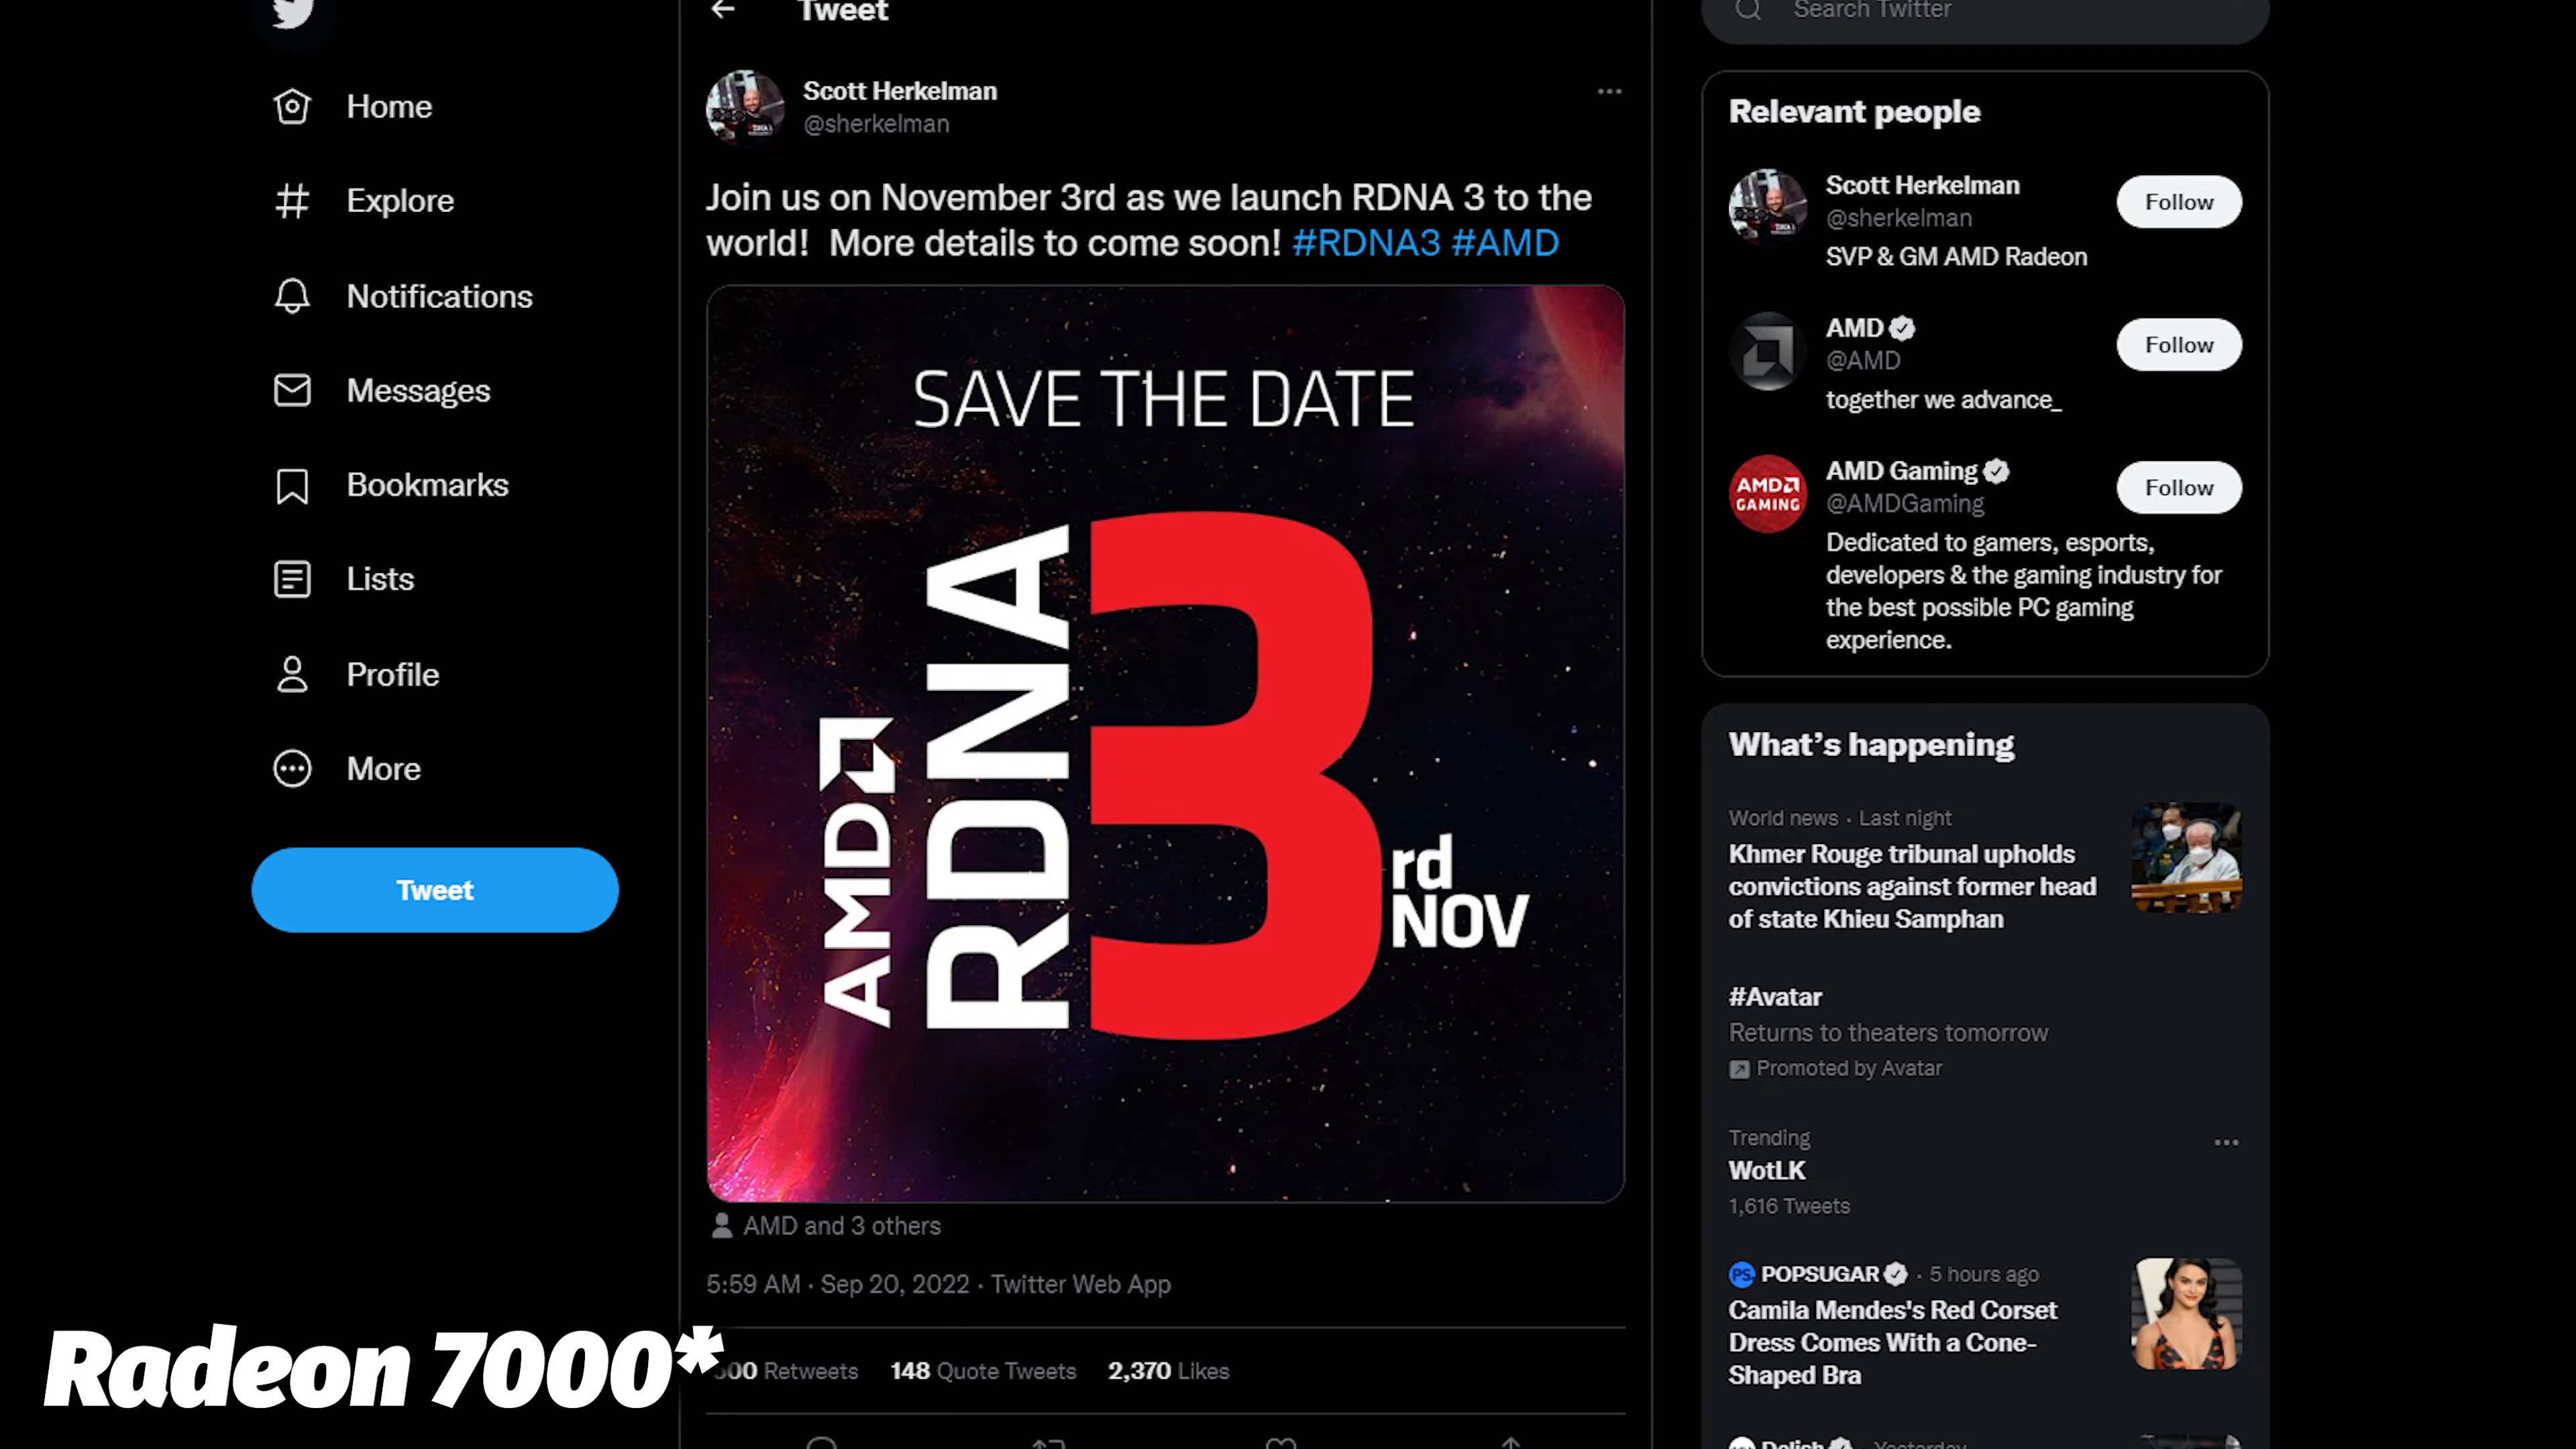 Home
Explore
Notifications
Messages
Bookmarks
Lists
Profile
More
Tweet
Tweet
Scott Herkelman
@sherkelman
Join us on November 3rd as we launch RDNA 3 to the
world! More details to come soon! #RDNA3 #AMD
SAVE THE DATE
AMD
RDNA
3
rd
NOV
AMD and 3 others
5:59 AM · Sep 20, 2022 · Twitter Web App
Retweets 148 Quote Tweets 2,370 Likes
Radeon 7000*
Search Twitter
Relevant people
Scott Herkelman
@sherkelman
Follow
SVP & GM AMD Radeon
AMD
@AMD
Follow
together we advance_
AMD
GAMING
AMD Gaming
@AMDGaming
Follow
Dedicated to gamers, esports,
developers & the gaming industry for
the best possible PC gaming
experience.
What's happening
World news · Last night
Khmer Rouge tribunal upholds
convictions against former head
of state Khieu Samphan
#Avatar
Returns to theaters tomorrow
Promoted by Avatar
Trending
WotLK
1,616 Tweets
PS POPSUGAR · 5 hours ago
Camila Mendes's Red Corset
Dress Comes With a Cone-
Shaped Bra